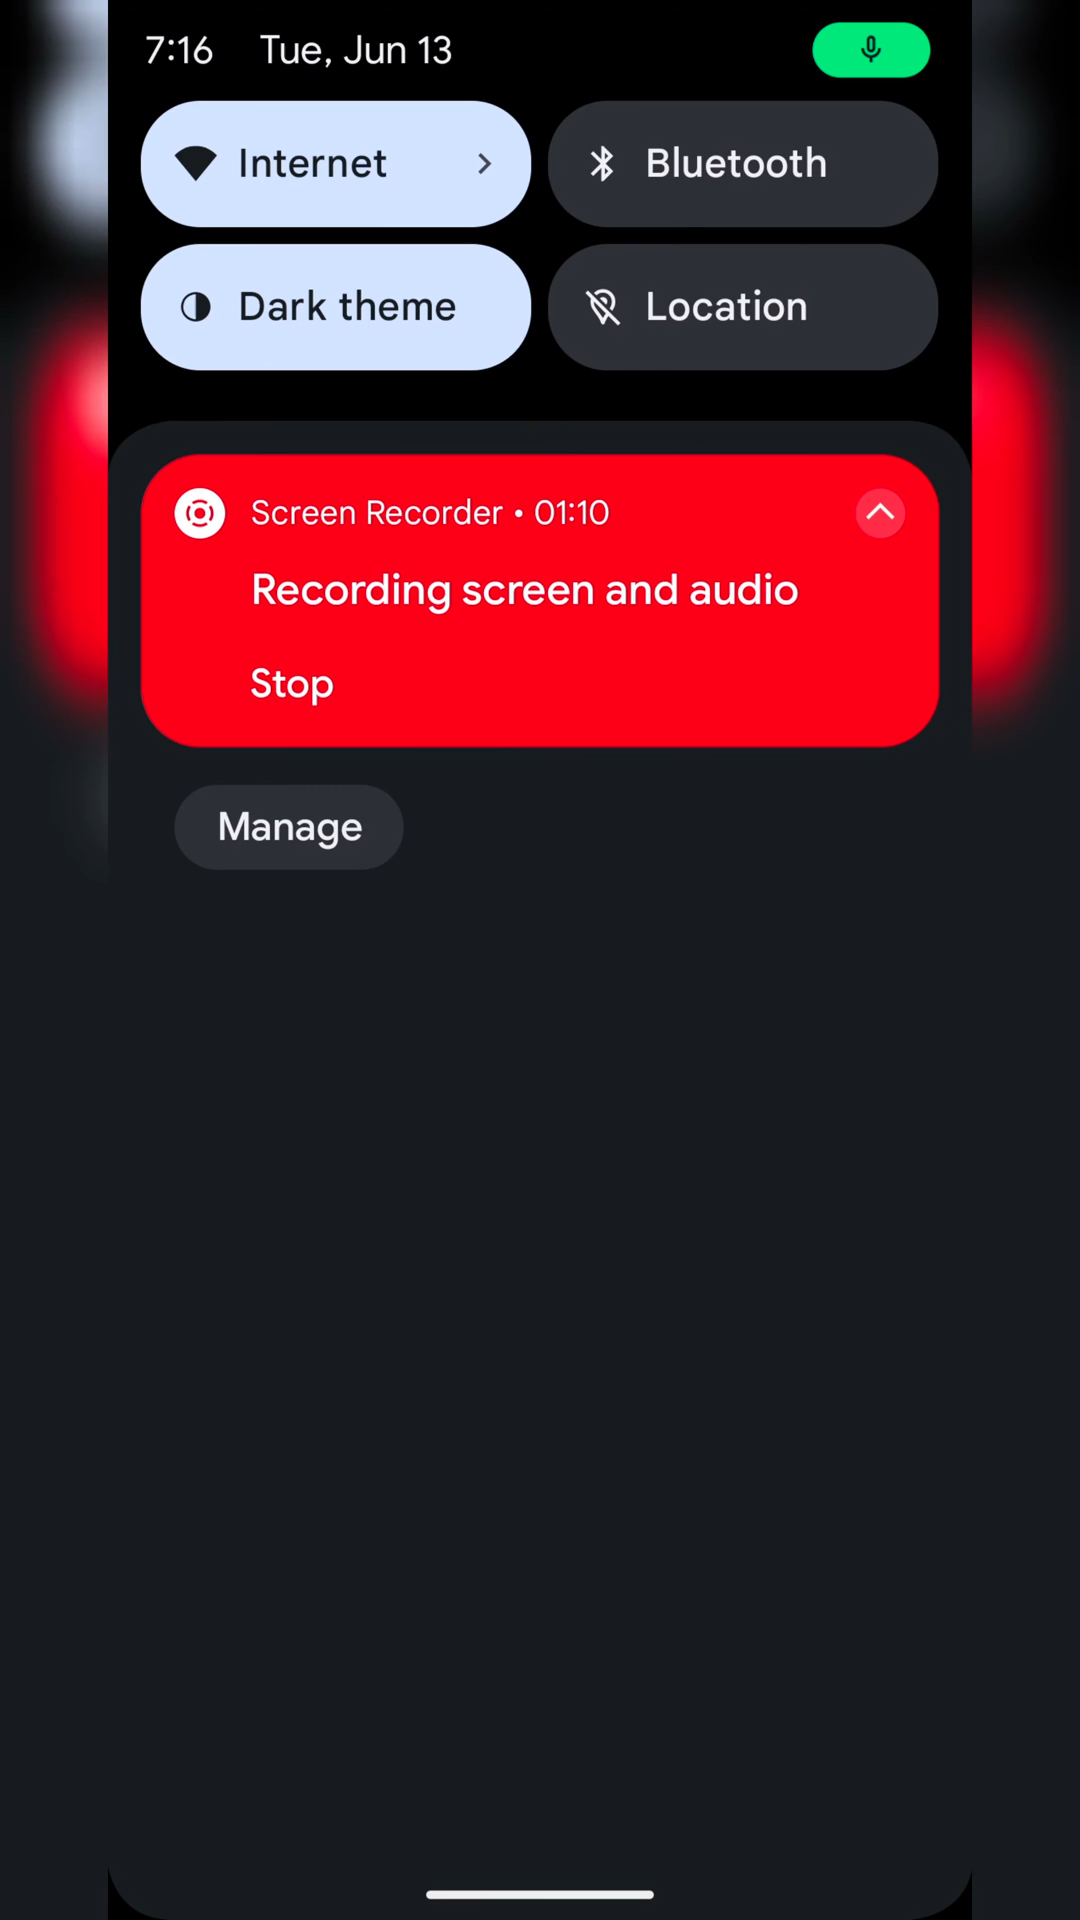 7:16 Tue, Jun 13
Internet
Bluetooth
Dark theme
Location
Screen Recorder • 01:10
Recording screen and audio
Stop
Manage